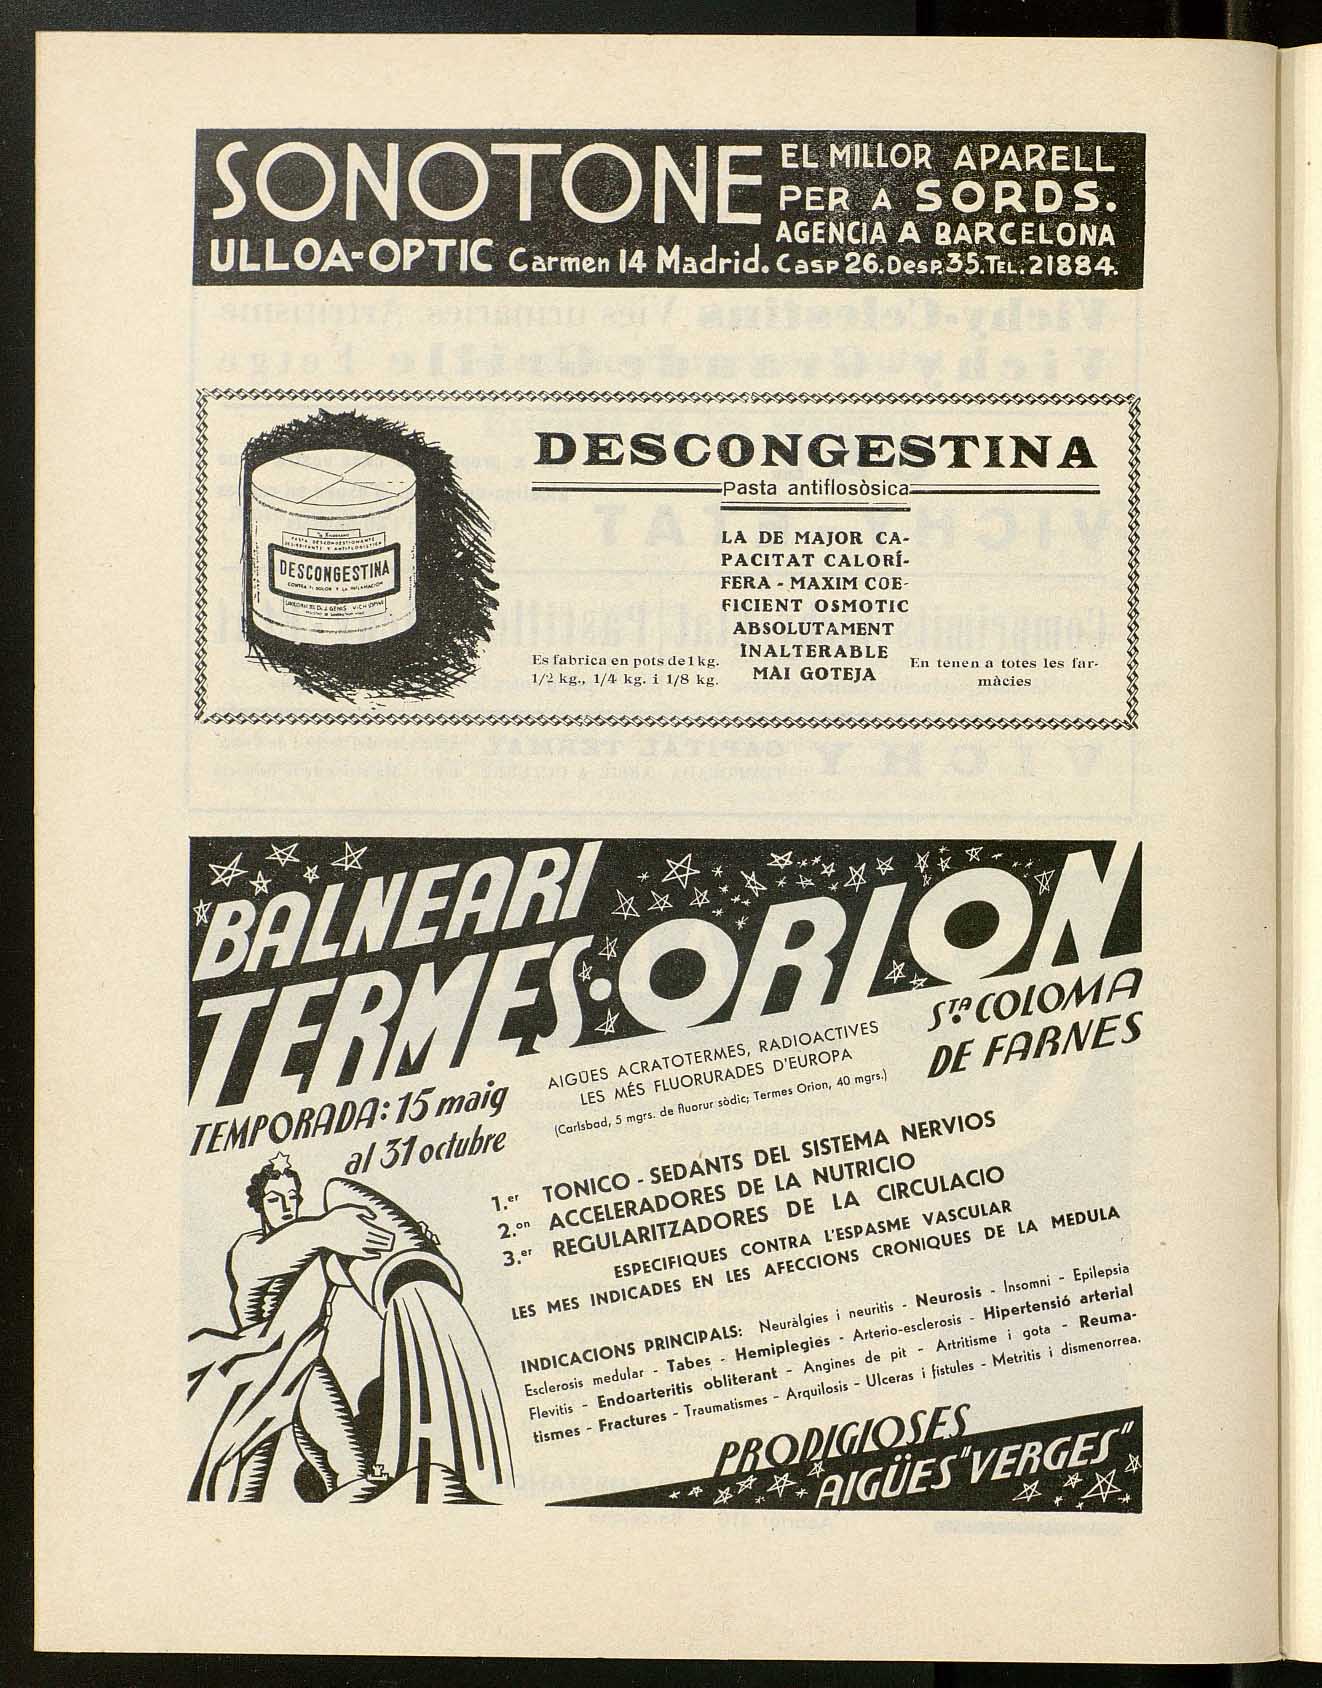 SONOTONE
EL MILLOR APARELL
PER A SORDS.
AGENCIA A BARCELONA
ULLOA-OPTIC Carmen 14 Madrid. Casp 26. Desp. 35. TEL. 21884.
DESCONGESTINA
Pasta antiflosòsica
LA DE MAJOR CA-
PACITAT CALORÍ-
FERA - MAXIM COE-
FICIENT OSMOTIC
ABSOLUTAMENT
INALTERABLE
MAI GOTEJA
Es fabrica en pots de 1 kg.
1/2 kg., 1/4 kg. i 1/8 kg.
En tenen a totes les far-
màcies
PASTA DESCONGESTIONANTE
DESCONGESTINA
CONTRA EL DOLOR Y LA INFLAMACION
BALNEARI
TERMES·ORION
STA. COLOMA
DE FARNES
TEMPORADA: 15 maig
al 31 octubre
AIGÜES ACRATOTERMES, RADIOACTIVES
LES MÉS FLUORURADES D'EUROPA
(Carlsbad, 5 mgrs. de fluorur sòdic; Termes Orion, 40 mgrs.)
1.er TONICO - SEDANTS DEL SISTEMA NERVIOS
2.on ACCELERADORES DE LA NUTRICIO
3.er REGULARITZADORES DE LA CIRCULACIO
ESPECIFIQUES CONTRA L'ESPASME VASCULAR
LES MES INDICADES EN LES AFECCIONS CRONIQUES DE LA MEDULA
INDICACIONS PRINCIPALS: Neuràlgies i neuritis - Neurosis - Insomni - Epilepsia
Esclerosis medular - Tabes - Hemiplegies - Arterio-esclerosis - Hipertensió arterial
Flevitis - Endoarteritis obliterant - Angines de pit - Artritisme i gota - Reuma-
tismes - Fractures - Traumatismes - Arquilosis - Ulceras i fistules - Metritis i dismenorrea.
PRODIGIOSES
AIGÜES "VERGES"